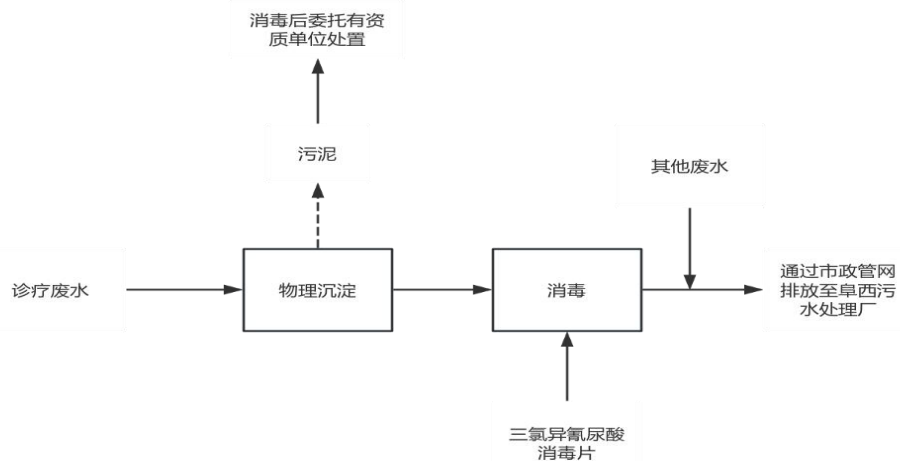 消毒后委托有资
质单位处置
污泥
其他废水
诊疗废水
物理沉淀
消毒
通过市政管网
排放至阜西污
水处理厂
三氯异氰尿酸
消毒片